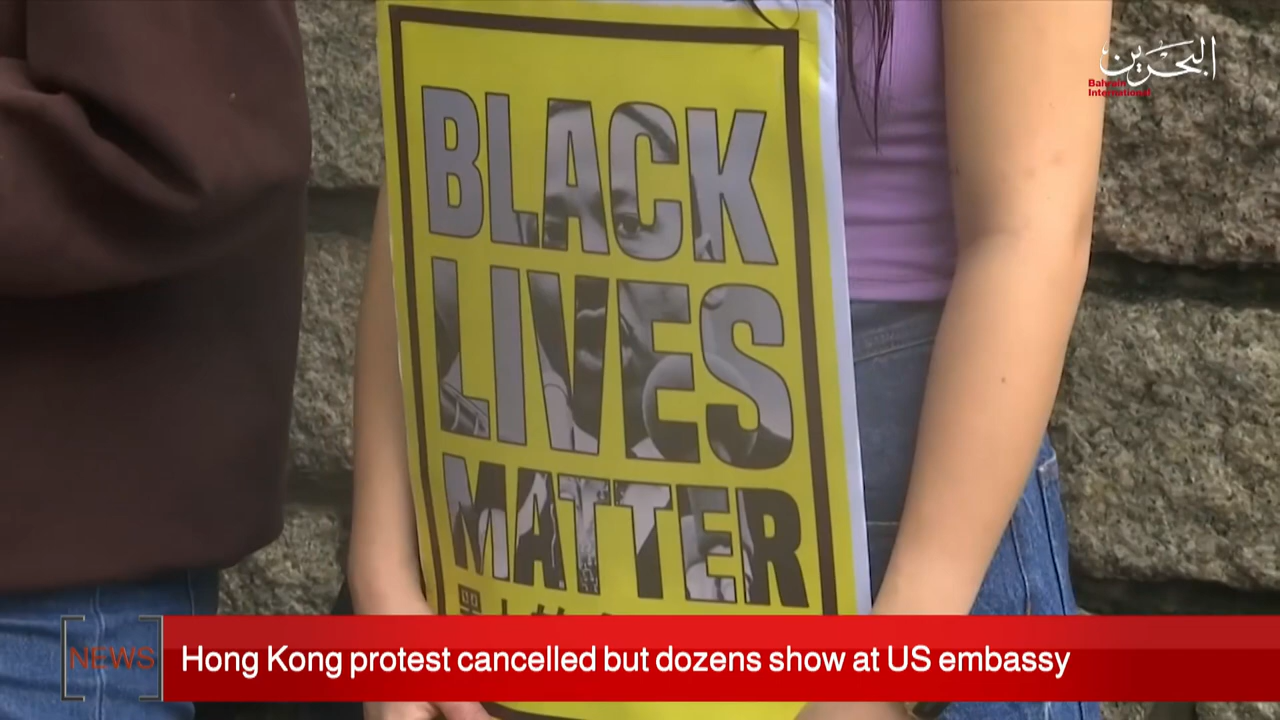 البحرين
Bahrain
International
BLACK
LIVES
MATTER
NEWS
Hong Kong protest cancelled but dozens show at US embassy